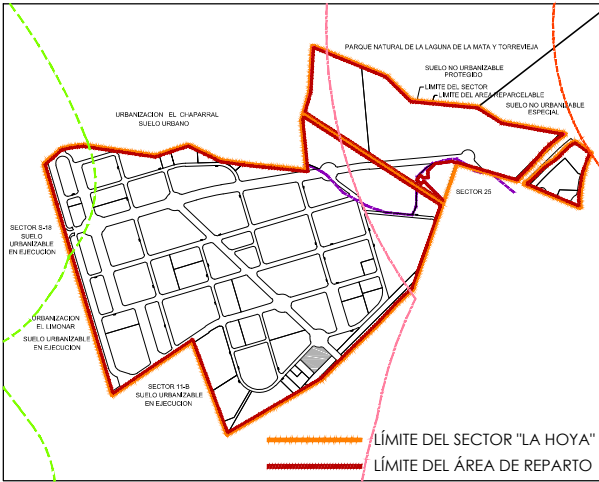 PARQUE NATURAL DE LA LAGUNA DE LA MATA Y TORREVIEJA
SUELO NO URBANIZABLE
PROTEGIDO
LIMITE DEL SECTOR
LIMITE DEL AREA REPARCELABLE
SUELO NO URBANIZABLE
ESPECIAL
URBANIZACION EL CHAPARRAL
SUELO URBANO
SECTOR 25
SECTOR S-18
SUELO
URBANIZABLE
EN EJECUCION
URBANIZACION
EL LIMONAR
SUELO URBANIZABLE
EN EJECUCION
SECTOR 11-B
SUELO URBANIZABLE
EN EJECUCION
LÍMITE DEL SECTOR "LA HOYA"
LÍMITE DEL ÁREA DE REPARTO